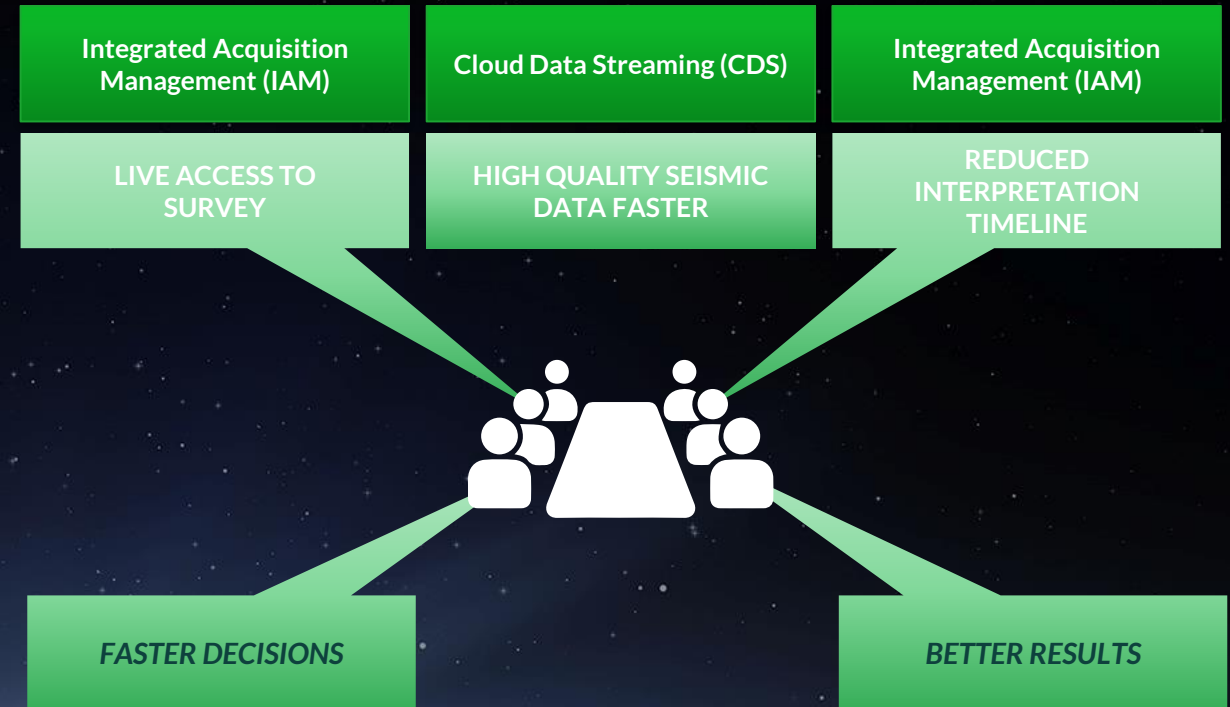 Integrated Acquisition
Management (IAM)
Cloud Data Streaming (CDS)
Integrated Acquisition
Management (IAM)
LIVE ACCESS TO
SURVEY
HIGH QUALITY SEISMIC
DATA FASTER
REDUCED
INTERPRETATION
TIMELINE
FASTER DECISIONS
BETTER RESULTS